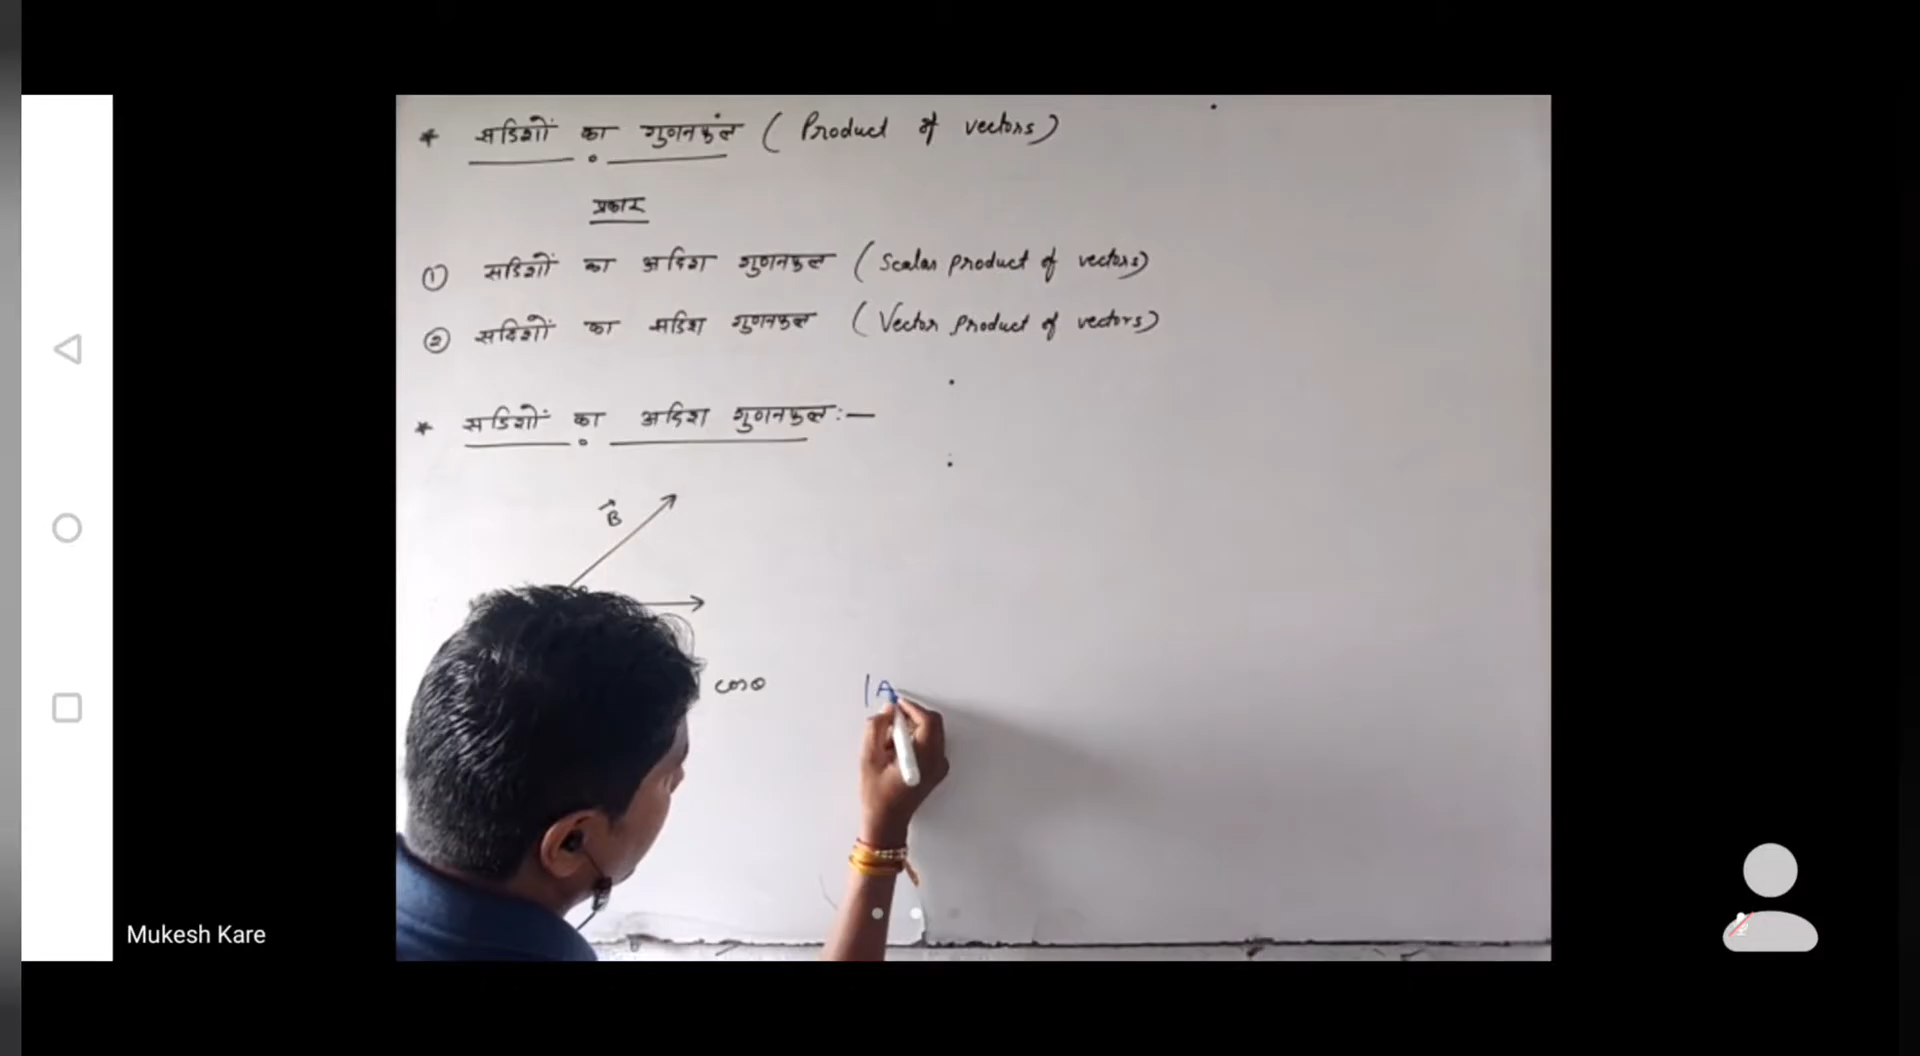 * सदिशों का गुणनफल (Product of vectors)
प्रकार
① सदिशों का अदिश गुणनफल (Scalar product of vectors)
② सदिशों का सदिश गुणनफल (Vector product of vectors)
* सदिशों का अदिश गुणनफल:—
B⃗
cosθ |A
Mukesh Kare